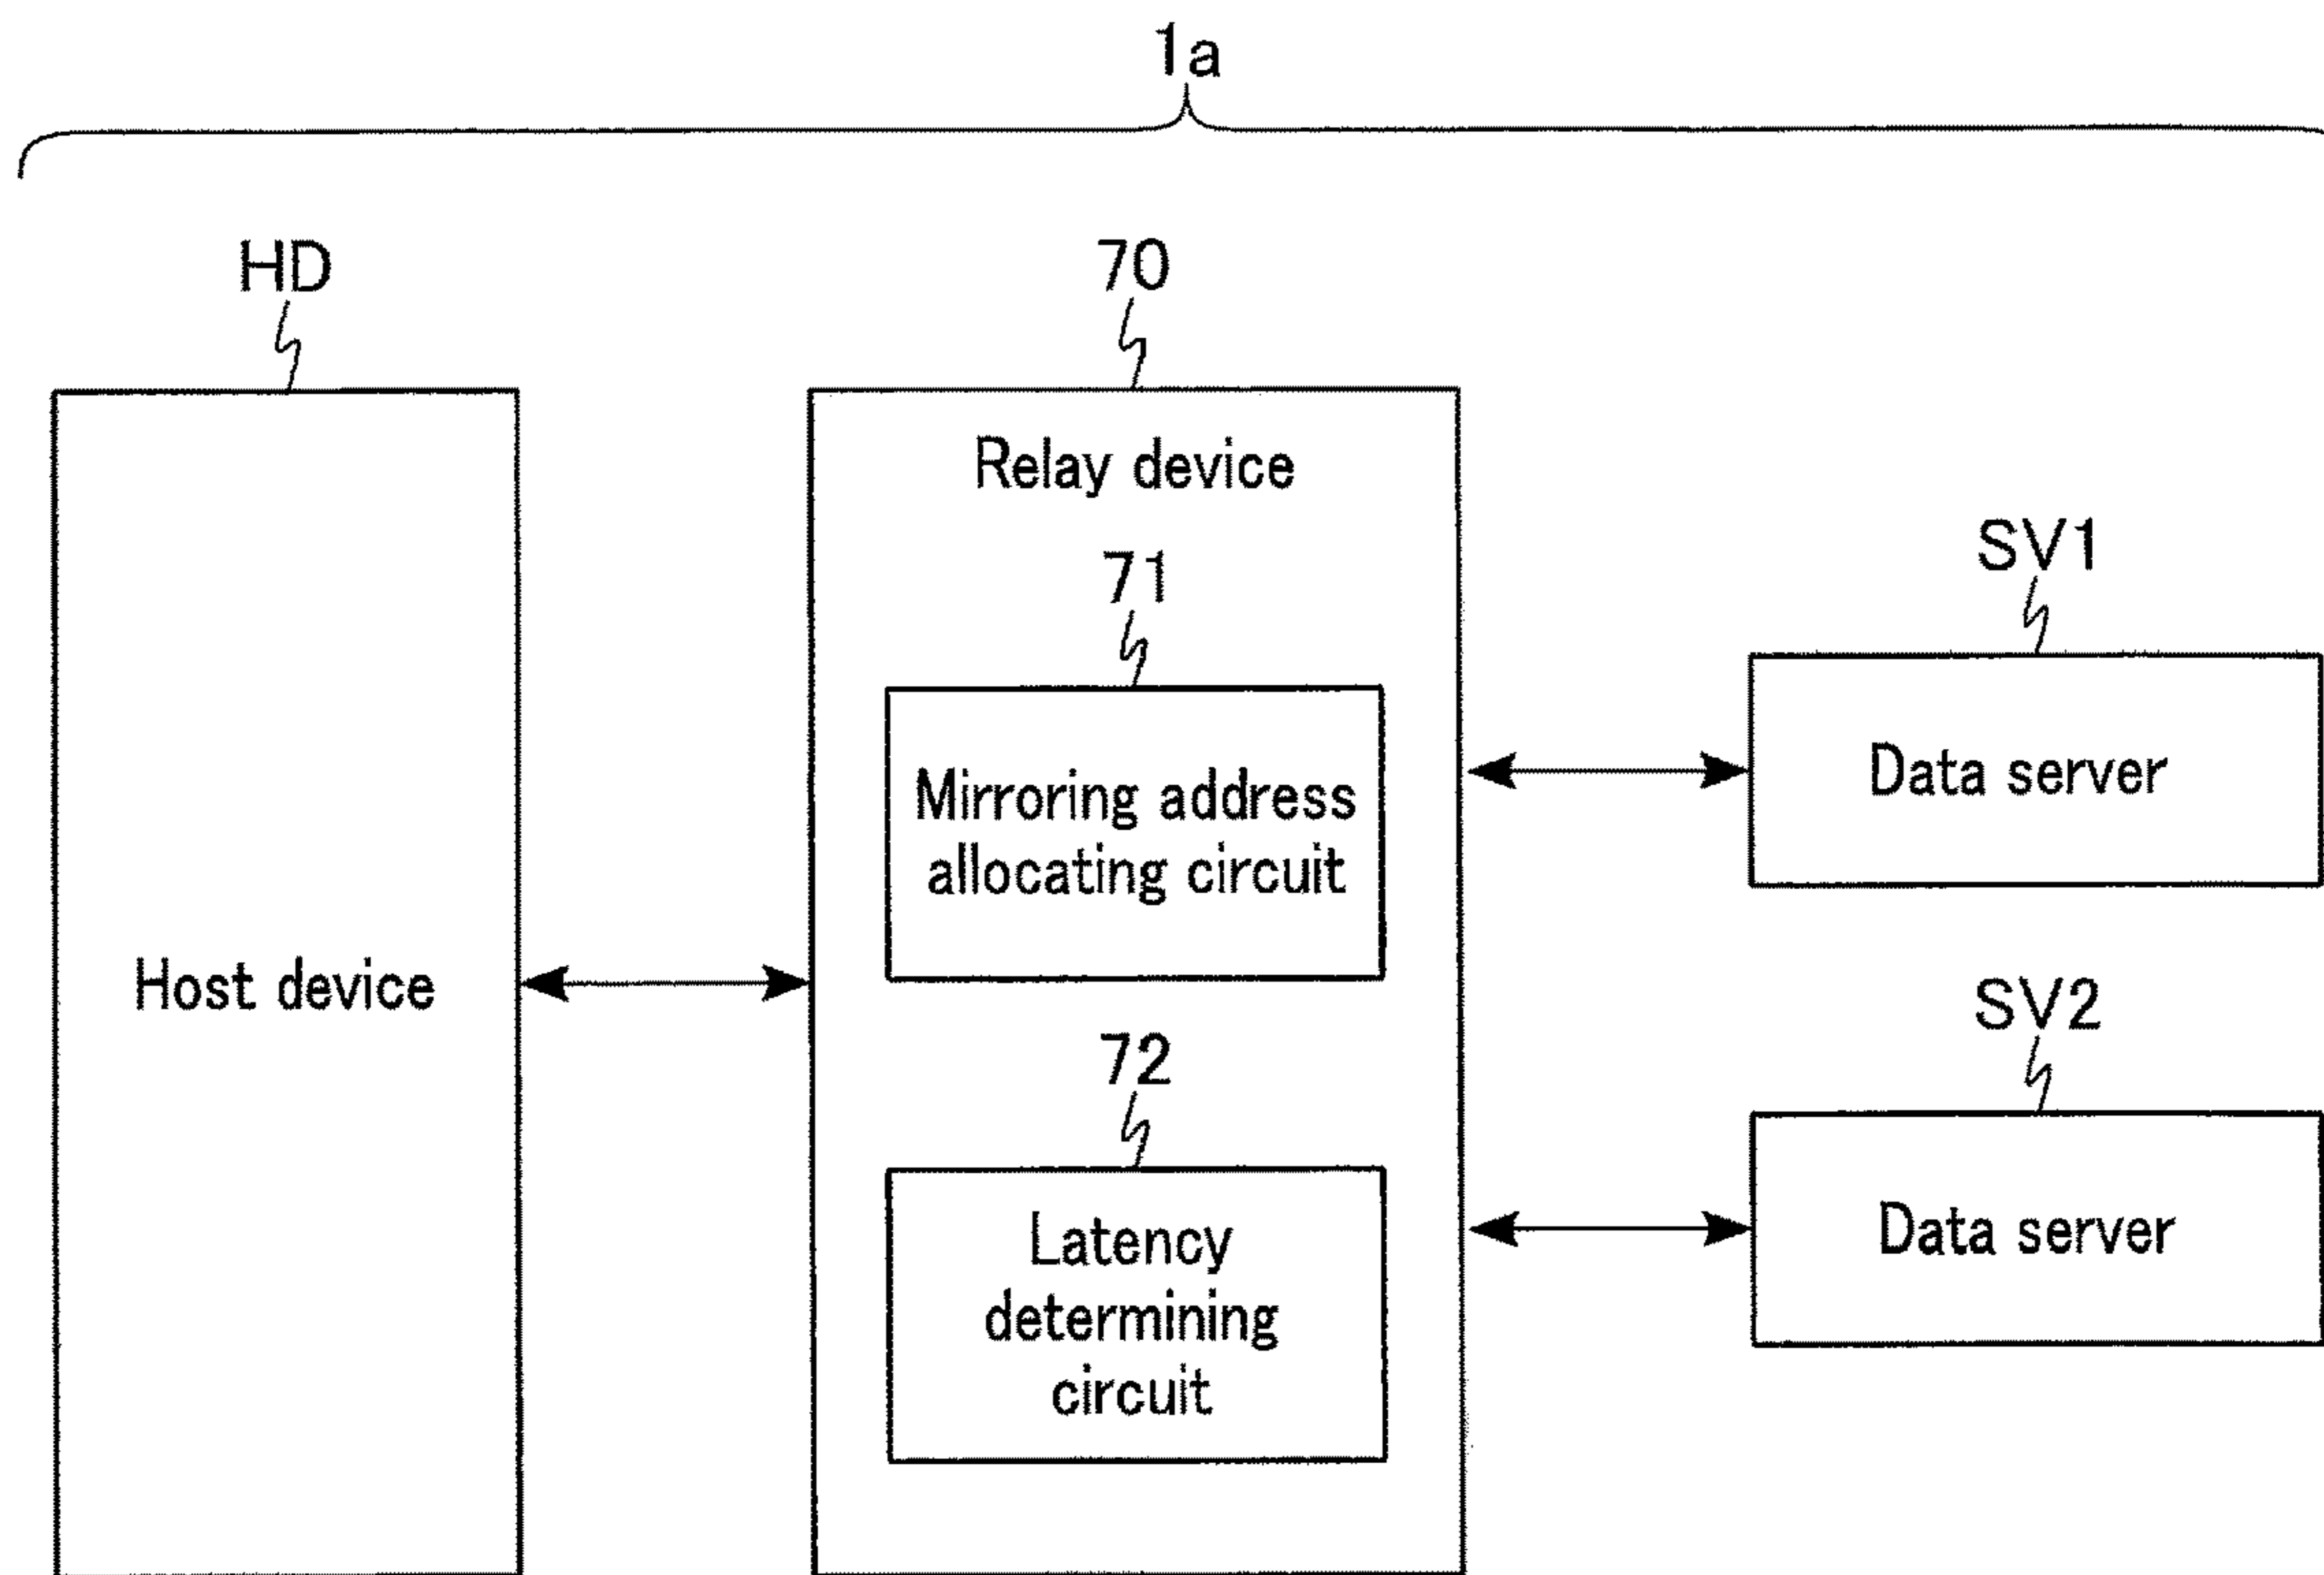 1a
HD
70
Relay device
71
SV1
Mirroring address
allocating circuit
Data server
Host device
72
SV2
Latency
determining
circuit
Data server